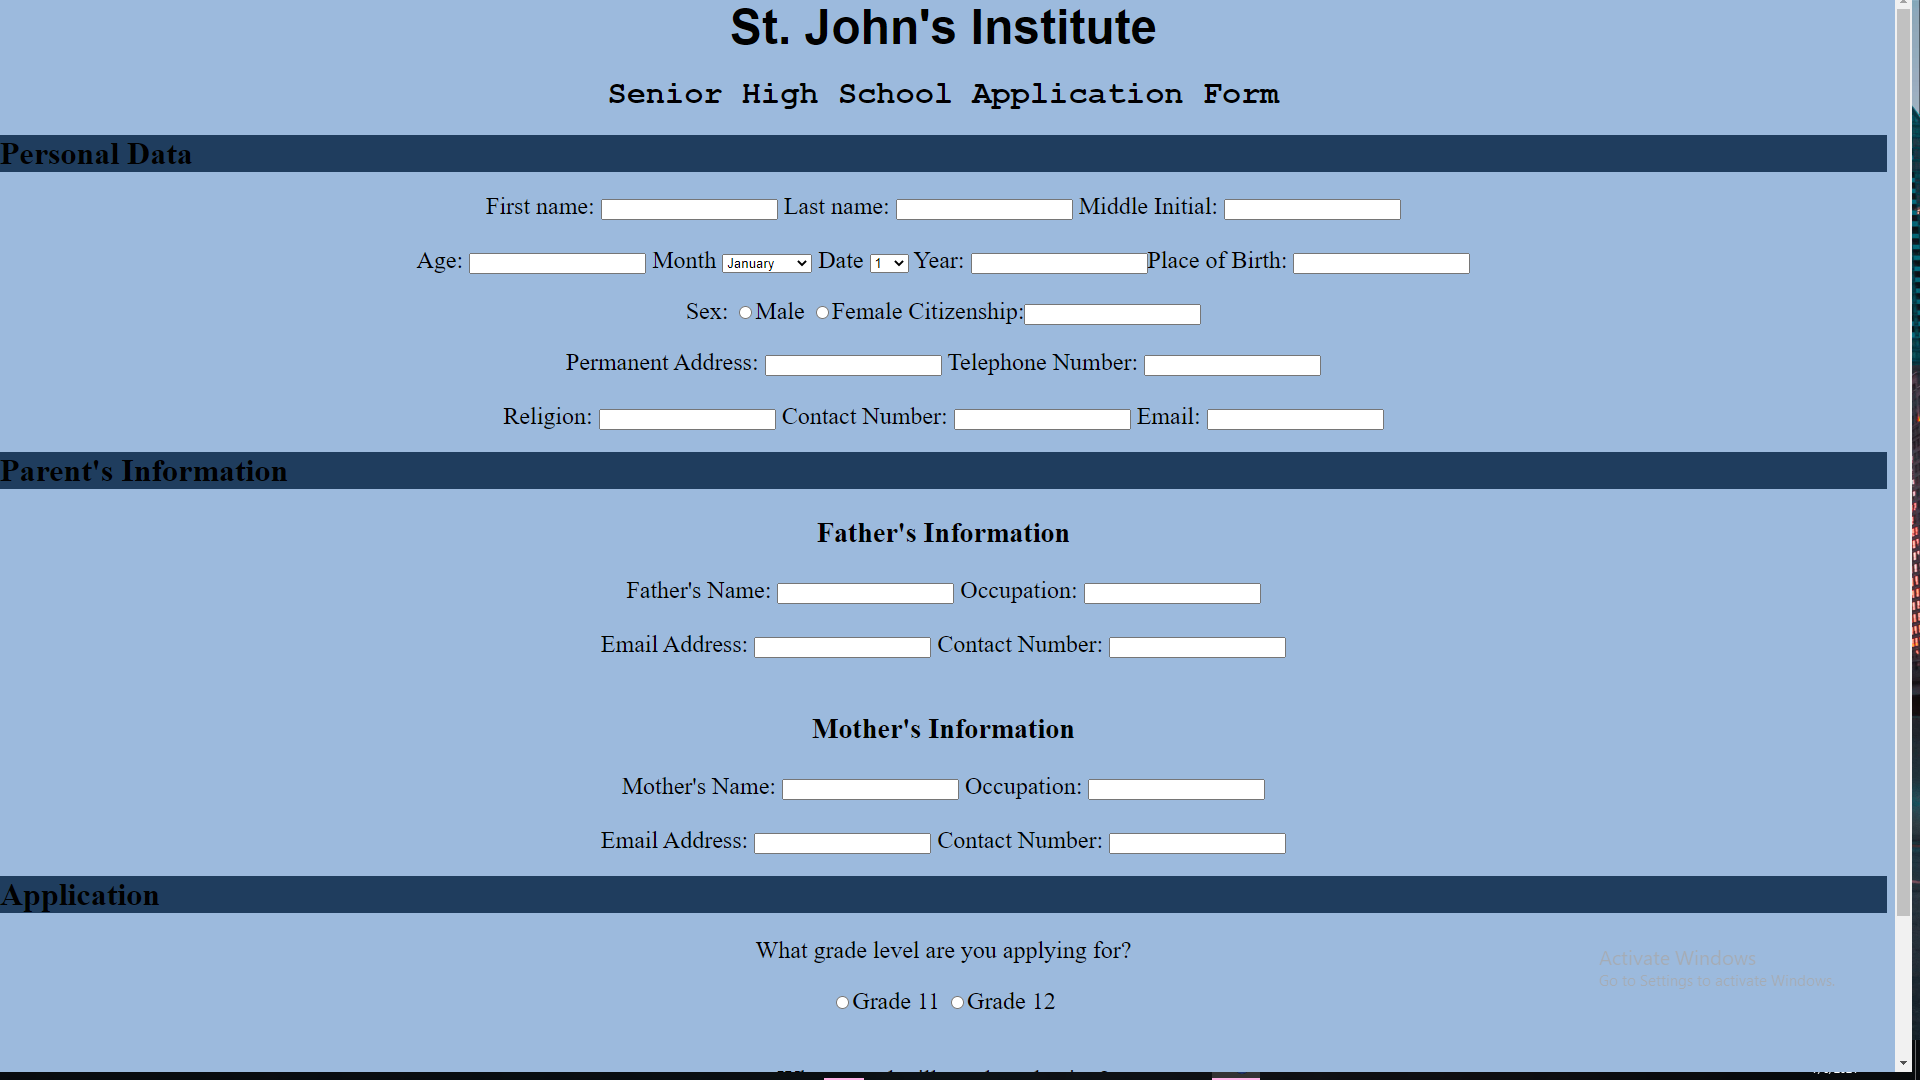 St. John's Institute
Senior High School Application Form
Personal Data
First name: Last name: Middle Initial:
Age: Month January Date 1 Year: Place of Birth:
Sex: Male Female Citizenship:
Permanent Address: Telephone Number:
Religion: Contact Number: Email:
Parent's Information
Father's Information
Father's Name: Occupation:
Email Address: Contact Number:
Mother's Information
Mother's Name: Occupation:
Email Address: Contact Number:
Application
What grade level are you applying for?
Activate Windows
Go to Settings to activate Windows.
Grade 11 Grade 12